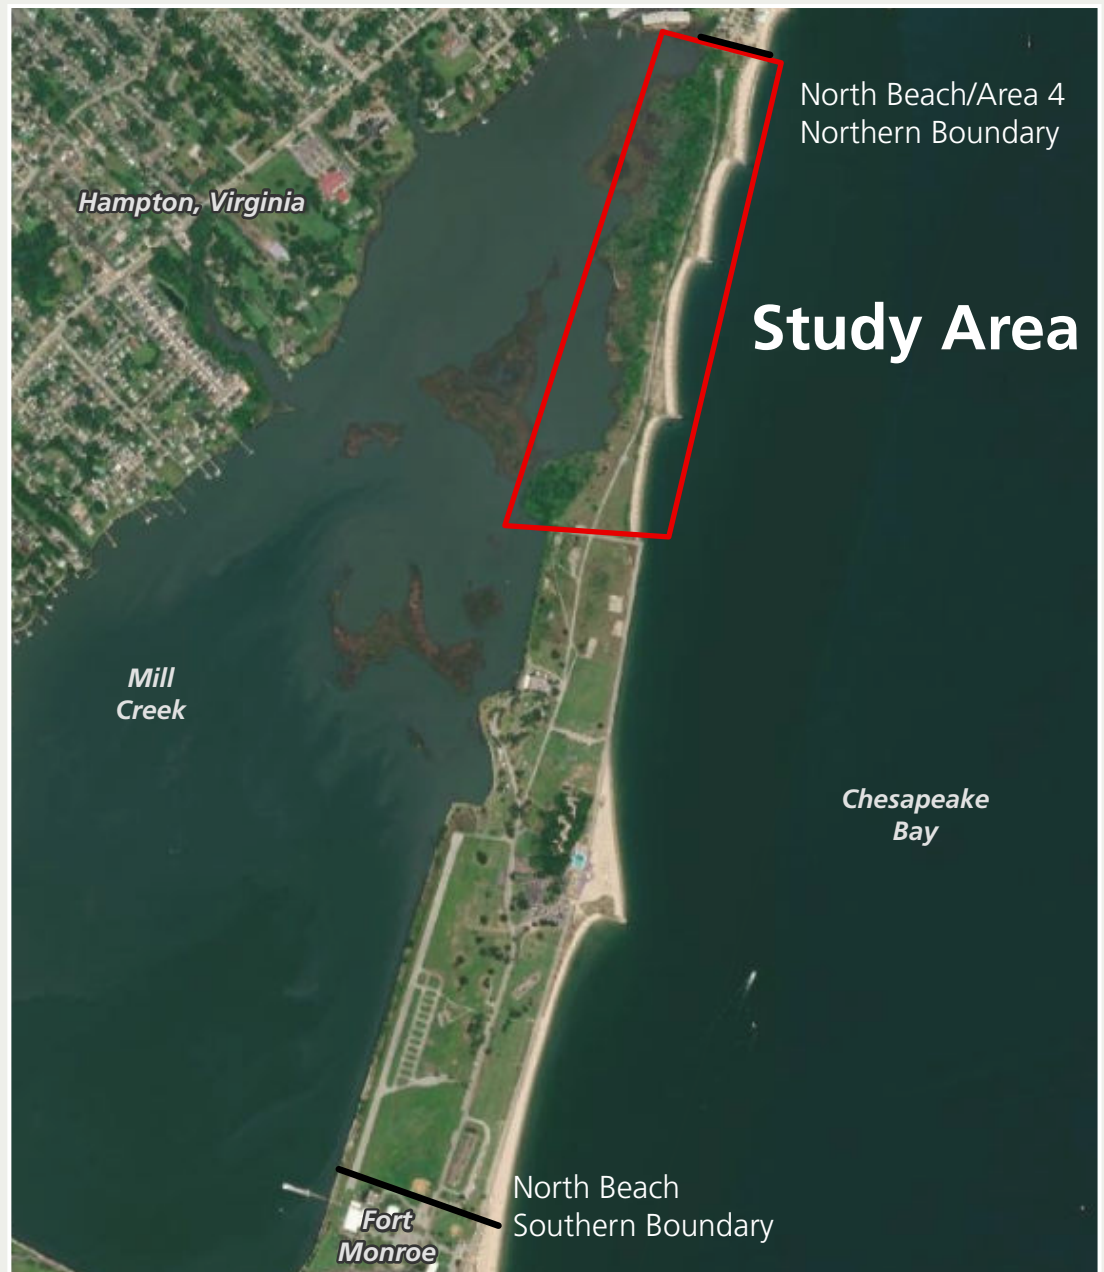 North Beach/Area 4
Northern Boundary
Hampton, Virginia
Study Area
Mill
Creek
Chesapeake
Bay
North Beach
Southern Boundary
Fort
Monroe